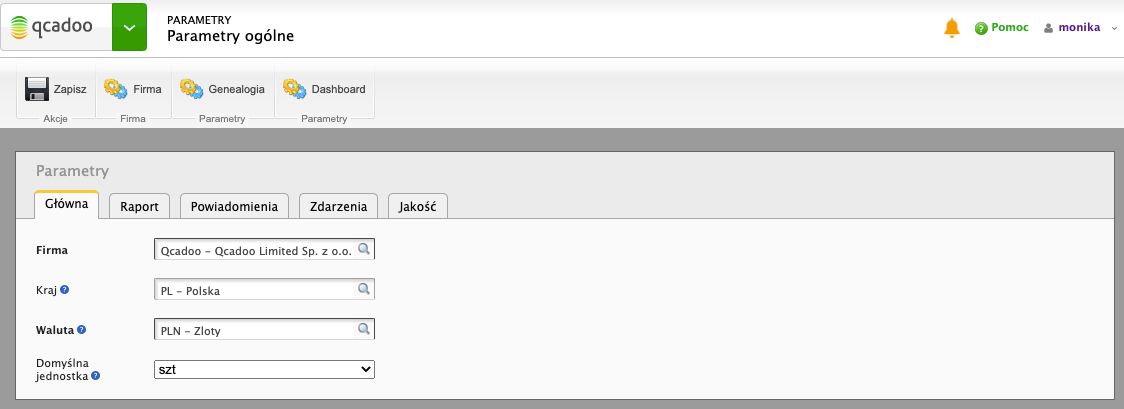 qcadoo
PARAMETRY
Parametry ogólne
Pomoc
monika
Zapisz
Firma
Genealogia
Dashboard
Akcje
Firma
Parametry
Parametry
Parametry
Główna
Raport
Powiadomienia
Zdarzenia
Jakość
Firma
Qcadoo - Qcadoo Limited Sp. z o.o.
Kraj
PL - Polska
Waluta
PLN - Zloty
Domyślna
jednostka
szt